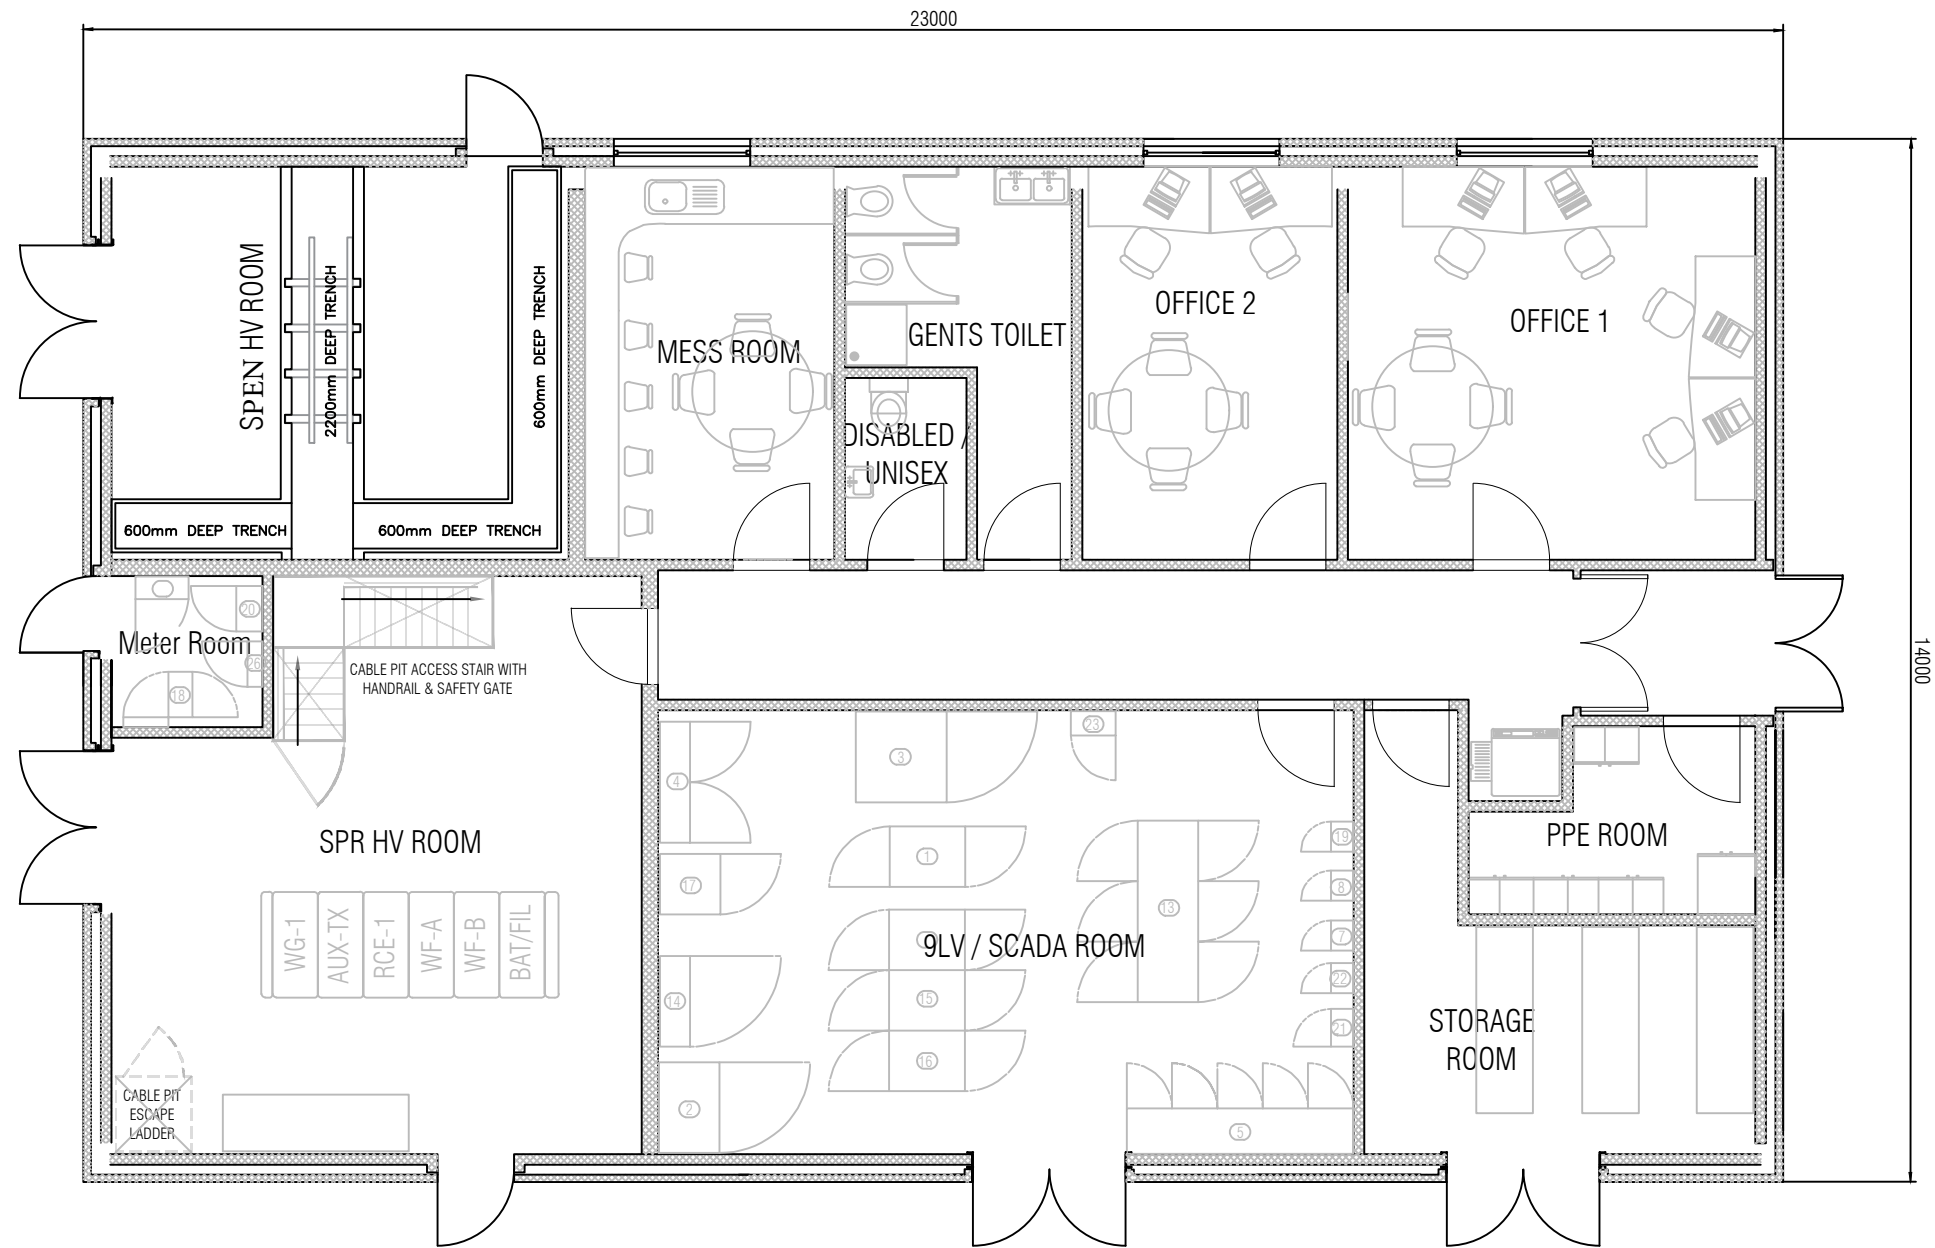 23000
SPEN HV ROOM
2200mm DEEP TRENCH
600mm DEEP TRENCH
600mm DEEP TRENCH
600mm DEEP TRENCH
MESS ROOM
GENTS TOILET
DISABLED /
UNISEX
OFFICE 2
OFFICE 1
14000
Meter Room
20
26
18
CABLE PIT ACCESS STAIR WITH
HANDRAIL & SAFETY GATE
SPR HV ROOM
WG-1
AUX-TX
RCE-1
WF-A
WF-B
BAT/FIL
CABLE PIT
ESCAPE
LADDER
4
3
23
17
1
13
19
8
7
22
21
9LV / SCADA ROOM
14
15
16
2
5
PPE ROOM
STORAGE
ROOM